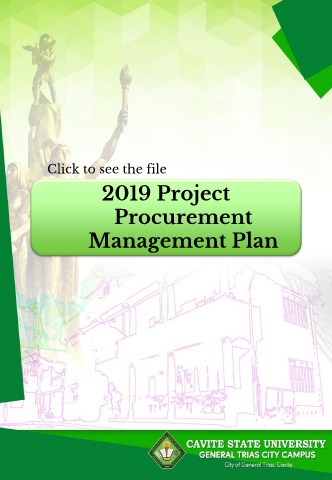 Click to see the file
2019 Project
Procurement
Management Plan
CAVITE STATE UNIVERSITY
GENERAL TRIAS CITY CAMPUS
City of General Trias, Cavite